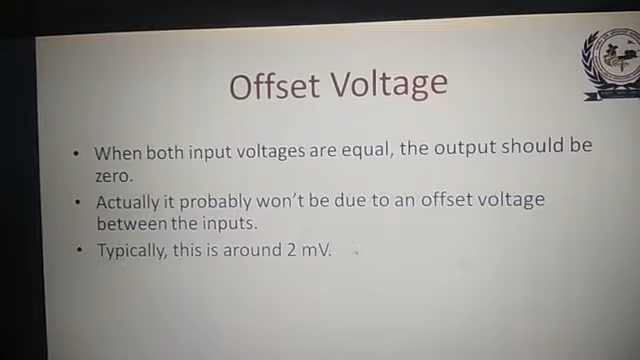 Offset Voltage
• When both input voltages are equal, the output should be
zero.
• Actually it probably won't be due to an offset voltage
between the inputs.
• Typically, this is around 2 mV.